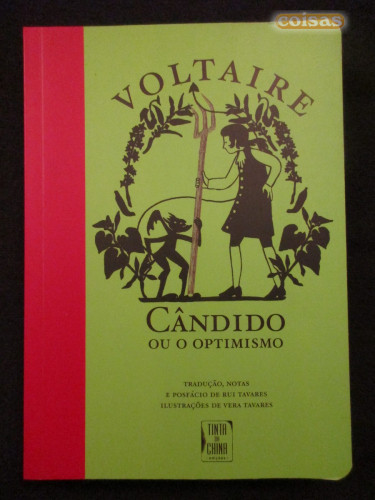 coisas
VOLTAIRE
CÂNDIDO
OU O OPTIMISMO
TRADUÇÃO, NOTAS
E POSFÁCIO DE RUI TAVARES
ILUSTRAÇÕES DE VERA TAVARES
TINTA
DA
CHINA